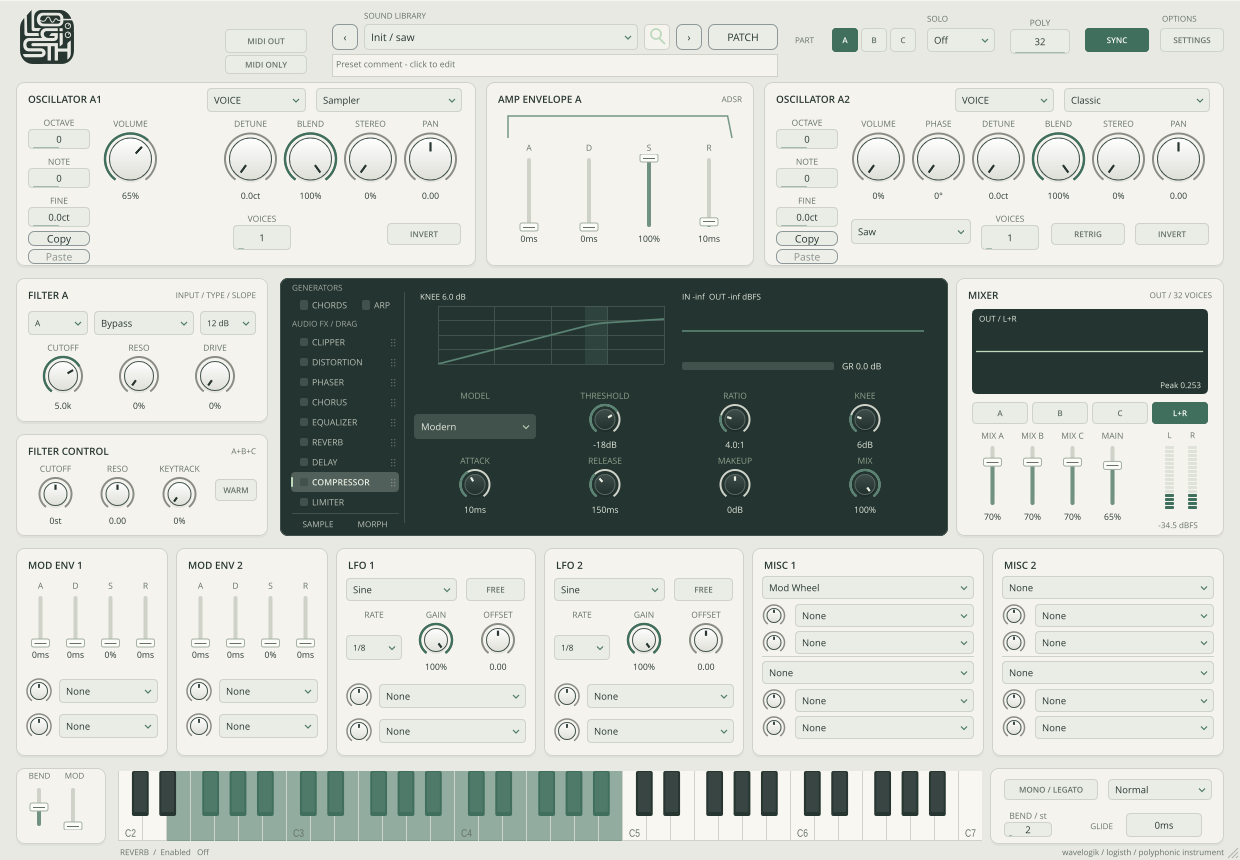 LOGISTH
SOUND LIBRARY
SOLO
POLY
OPTIONS
MIDI OUT
‹ Init / saw › PATCH
PART A B C Off 32 SYNC SETTINGS
MIDI ONLY
Preset comment - click to edit
OSCILLATOR A1 VOICE Sampler
OCTAVE VOLUME DETUNE BLEND STEREO PAN
0
NOTE
0
65% 0.0ct 100% 0% 0.00
FINE
0.0ct
VOICES
1 INVERT
Copy
Paste
AMP ENVELOPE A ADSR
A D S R
0ms 0ms 100% 10ms
OSCILLATOR A2 VOICE Classic
OCTAVE VOLUME PHASE DETUNE BLEND STEREO PAN
0
NOTE
0
0% 0° 0.0ct 100% 0% 0.00
FINE
0.0ct
VOICES
Saw 1 RETRIG INVERT
Copy
Paste
FILTER A INPUT / TYPE / SLOPE
A Bypass 12 dB
CUTOFF RESO DRIVE
5.0k 0% 0%
FILTER CONTROL A+B+C
CUTOFF RESO KEYTRACK
WARM
0st 0.00 0%
GENERATORS
CHORDS ARP
AUDIO FX / DRAG
CLIPPER
DISTORTION
PHASER
CHORUS
EQUALIZER
REVERB
DELAY
COMPRESSOR
LIMITER
SAMPLE MORPH
KNEE 6.0 dB IN -inf OUT -inf dBFS
GR 0.0 dB
MODEL THRESHOLD RATIO KNEE
Modern
-18dB 4.0:1 6dB
ATTACK RELEASE MAKEUP MIX
10ms 150ms 0dB 100%
MIXER OUT / 32 VOICES
OUT / L+R
Peak 0.253
A B C L+R
MIX A MIX B MIX C MAIN L R
70% 70% 70% 65%
-34.5 dBFS
MOD ENV 1
A D S R
0ms 0ms 0% 0ms
None
None
MOD ENV 2
A D S R
0ms 0ms 0% 0ms
None
None
LFO 1
Sine FREE
RATE GAIN OFFSET
1/8
100% 0.00
None
None
LFO 2
Sine FREE
RATE GAIN OFFSET
1/8
100% 0.00
None
None
MISC 1
Mod Wheel
None
None
None
None
None
MISC 2
None
None
None
None
None
None
BEND MOD
C2 C3 C4 C5 C6 C7
MONO / LEGATO Normal
BEND / st
2 GLIDE 0ms
REVERB / Enabled Off
wavelogik / logisth / polyphonic instrument